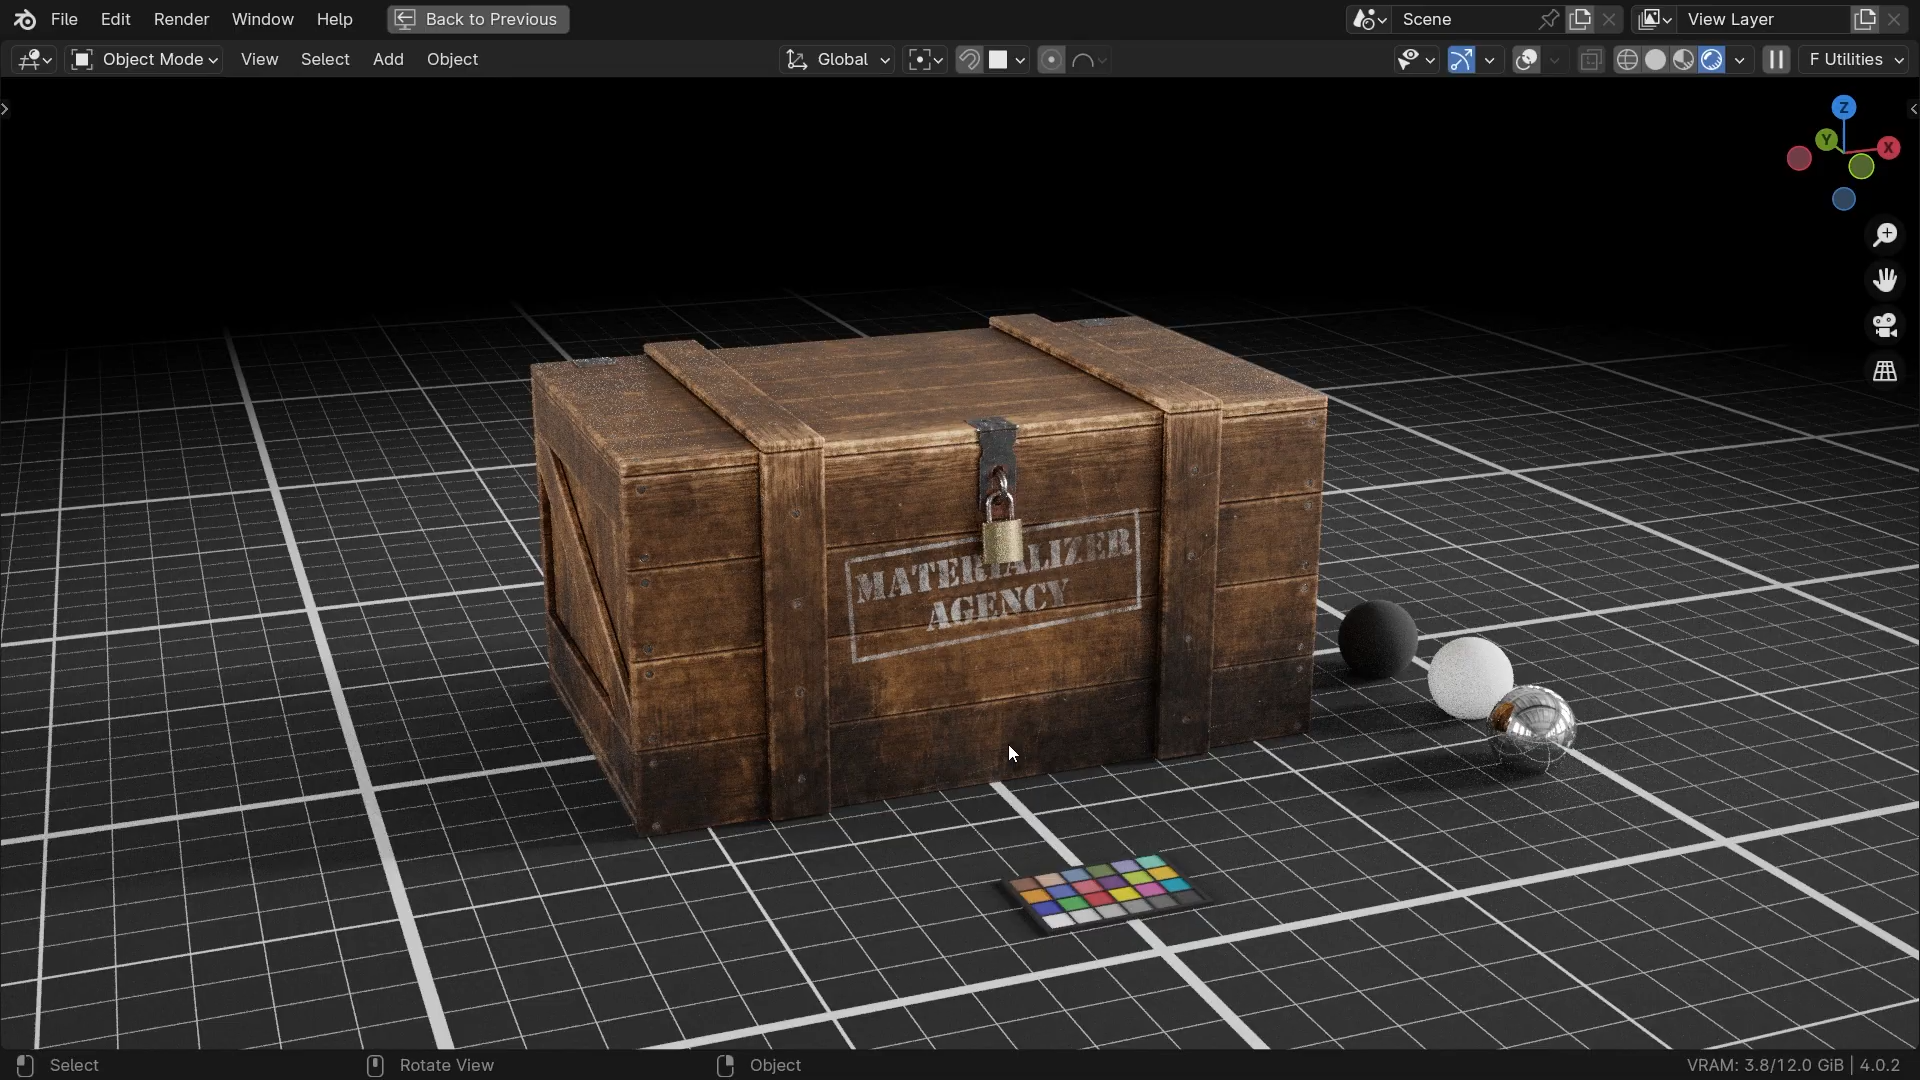 File Edit Render Window Help Back to Previous Scene View Layer
Object Mode View Select Add Object Global F Utilities
Z
Y X
MATERIALIZER
AGENCY
Select Rotate View Object VRAM: 3.8/12.0 GiB | 4.0.2